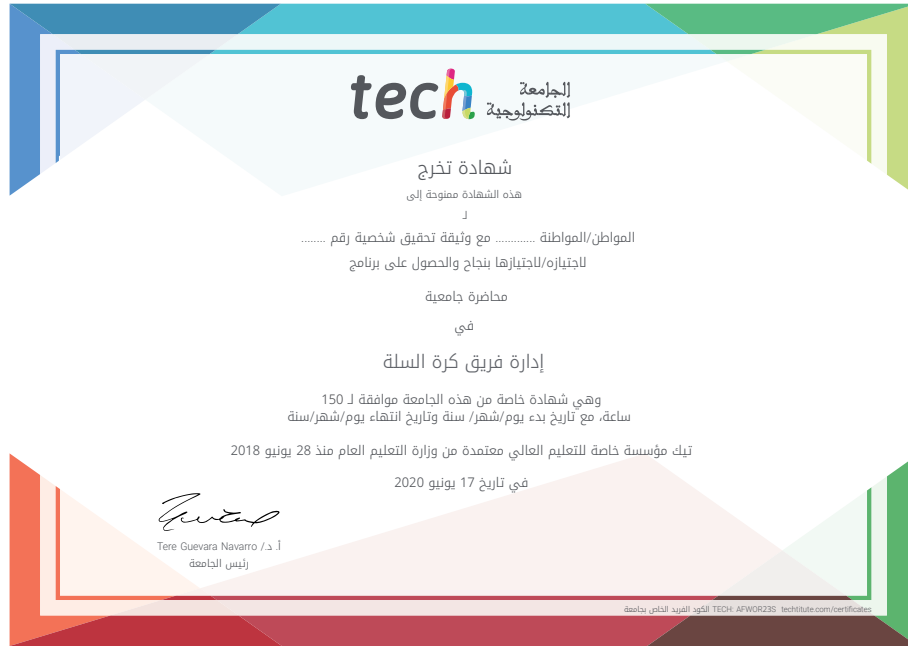 tech الجامعة
التكنولوجية
شهادة تخرج
هذه الشهادة ممنوحة إلى
لـ
المواطن/المواطنة ............ مع وثيقة تحقيق شخصية رقم ........
لاجتيازه/لاجتيازها بنجاح والحصول على برنامج
محاضرة جامعية
في
إدارة فريق كرة السلة
وهي شهادة خاصة من هذه الجامعة موافقة لـ 150
ساعة، مع تاريخ بدء يوم/شهر/ سنة وتاريخ انتهاء يوم/شهر/سنة
تيك مؤسسة خاصة للتعليم العالي معتمدة من وزارة التعليم العام منذ 28 يونيو 2018
في تاريخ 17 يونيو 2020
أ. د./ Tere Guevara Navarro
رئيس الجامعة
الكود الفريد الخاص بجامعة TECH: AFWOR23S techtitute.com/certificates